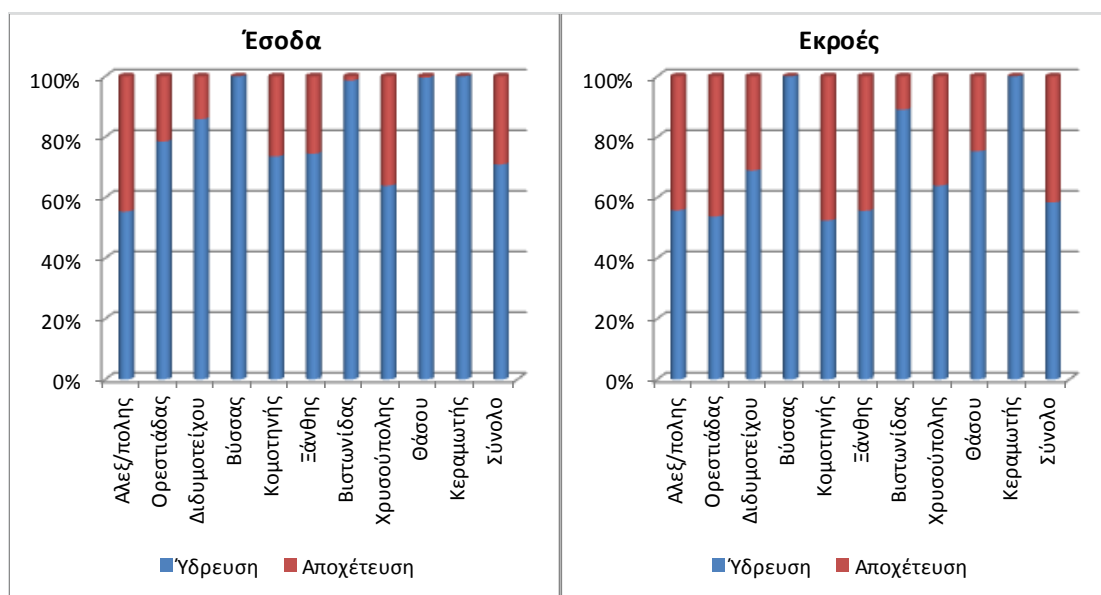 Έσοδα
100%
80%
60%
40%
20%
0%
Αλεξ/πολης
Ορεστιάδας
Διδυμοτείχου
Βύσσας
Κομοτηνής
Ξάνθης
Βιστωνίδας
Χρυσούπολης
Θάσου
Κεραμωτής
Σύνολο
Ύδρευση Αποχέτευση
Εκροές
100%
80%
60%
40%
20%
0%
Αλεξ/πολης
Ορεστιάδας
Διδυμοτείχου
Βύσσας
Κομοτηνής
Ξάνθης
Βιστωνίδας
Χρυσούπολης
Θάσου
Κεραμωτής
Σύνολο
Ύδρευση Αποχέτευση